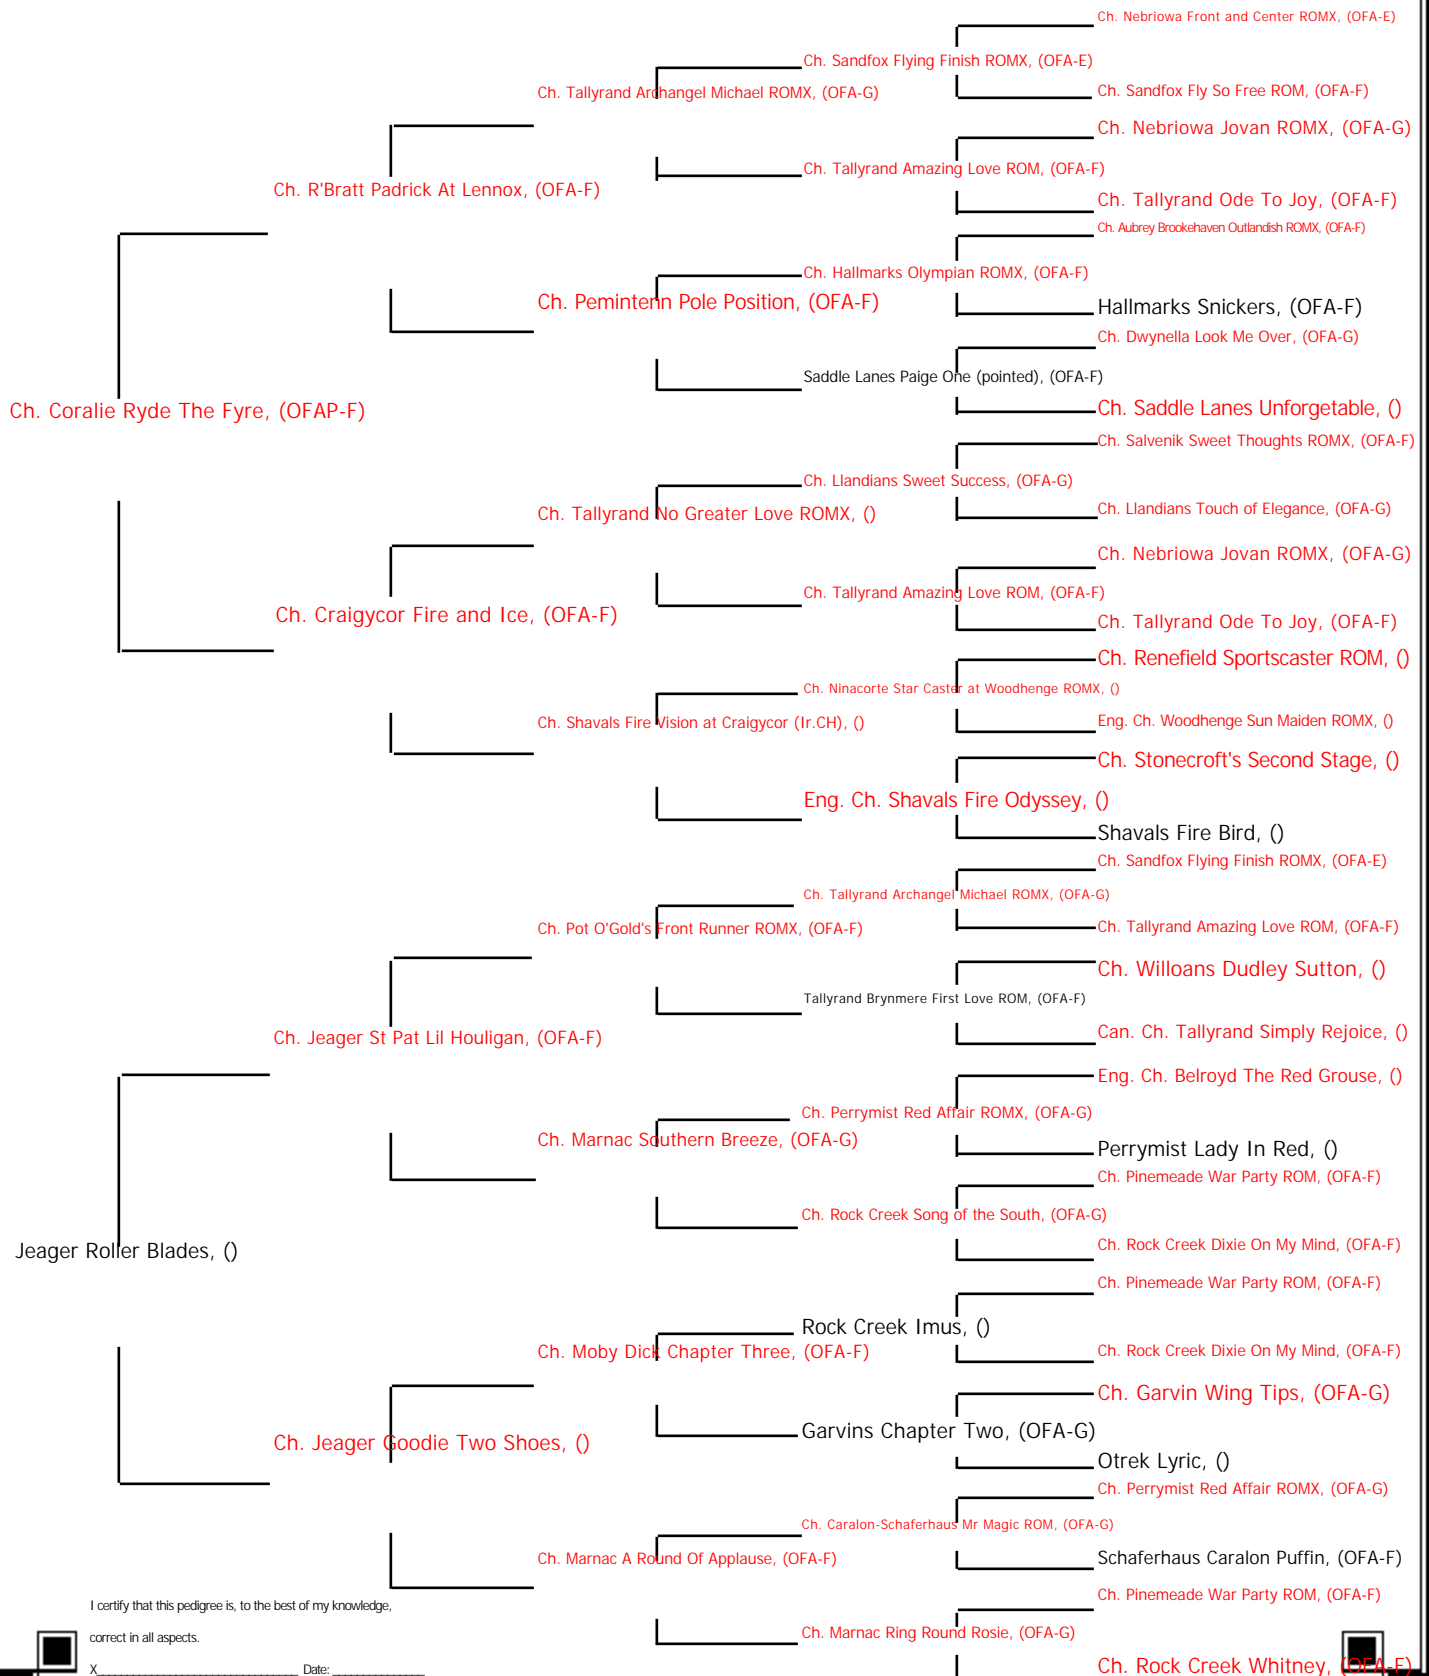 Ch. Nebriowa Front and Center ROMX, (OFA-E)
Ch. Sandfox Flying Finish ROMX, (OFA-E)
Ch. Tallyrand Archangel Michael ROMX, (OFA-G)
Ch. Sandfox Fly So Free ROM, (OFA-F)
Ch. Nebriowa Jovan ROMX, (OFA-G)
Ch. Tallyrand Amazing Love ROM, (OFA-F)
Ch. R'Bratt Padrick At Lennox, (OFA-F)
Ch. Tallyrand Ode To Joy, (OFA-F)
Ch. Aubrey Brookehaven Outlandish ROMX, (OFA-F)
Ch. Hallmarks Olympian ROMX, (OFA-F)
Ch. Pemintenn Pole Position, (OFA-F)
Hallmarks Snickers, (OFA-F)
Ch. Dwynella Look Me Over, (OFA-G)
Saddle Lanes Paige One (pointed), (OFA-F)
Ch. Coralie Ryde The Fyre, (OFAP-F)
Ch. Saddle Lanes Unforgetable, ()
Ch. Salvenik Sweet Thoughts ROMX, (OFA-F)
Ch. Llandians Sweet Success, (OFA-G)
Ch. Tallyrand No Greater Love ROMX, ()
Ch. Llandians Touch of Elegance, (OFA-G)
Ch. Nebriowa Jovan ROMX, (OFA-G)
Ch. Tallyrand Amazing Love ROM, (OFA-F)
Ch. Craigycor Fire and Ice, (OFA-F)
Ch. Tallyrand Ode To Joy, (OFA-F)
Ch. Renefield Sportscaster ROM, ()
Ch. Ninacorte Star Caster at Woodhenge ROMX, ()
Ch. Shavals Fire Vision at Craigycor (Ir.CH), ()
Eng. Ch. Woodhenge Sun Maiden ROMX, ()
Ch. Stonecroft's Second Stage, ()
Eng. Ch. Shavals Fire Odyssey, ()
Shavals Fire Bird, ()
Ch. Sandfox Flying Finish ROMX, (OFA-E)
Ch. Tallyrand Archangel Michael ROMX, (OFA-G)
Ch. Pot O'Gold's Front Runner ROMX, (OFA-F)
Ch. Tallyrand Amazing Love ROM, (OFA-F)
Ch. Willoans Dudley Sutton, ()
Tallyrand Brynmere First Love ROM, (OFA-F)
Ch. Jeager St Pat Lil Houligan, (OFA-F)
Can. Ch. Tallyrand Simply Rejoice, ()
Eng. Ch. Belroyd The Red Grouse, ()
Ch. Perrymist Red Affair ROMX, (OFA-G)
Ch. Marnac Southern Breeze, (OFA-G)
Perrymist Lady In Red, ()
Ch. Pinemeade War Party ROM, (OFA-F)
Ch. Rock Creek Song of the South, (OFA-G)
Jeager Roller Blades, ()
Ch. Rock Creek Dixie On My Mind, (OFA-F)
Ch. Pinemeade War Party ROM, (OFA-F)
Rock Creek Imus, ()
Ch. Moby Dick Chapter Three, (OFA-F)
Ch. Rock Creek Dixie On My Mind, (OFA-F)
Ch. Garvin Wing Tips, (OFA-G)
Garvins Chapter Two, (OFA-G)
Ch. Jeager Goodie Two Shoes, ()
Otrek Lyric, ()
Ch. Perrymist Red Affair ROMX, (OFA-G)
Ch. Caralon-Schaferhaus Mr Magic ROM, (OFA-G)
Ch. Marnac A Round Of Applause, (OFA-F)
Schaferhaus Caralon Puffin, (OFA-F)
Ch. Pinemeade War Party ROM, (OFA-F)
I certify that this pedigree is, to the best of my knowledge,
Ch. Marnac Ring Round Rosie, (OFA-G)
correct in all aspects.
Ch. Rock Creek Whitney, (OFA-F)
X______________________________ Date: ______________